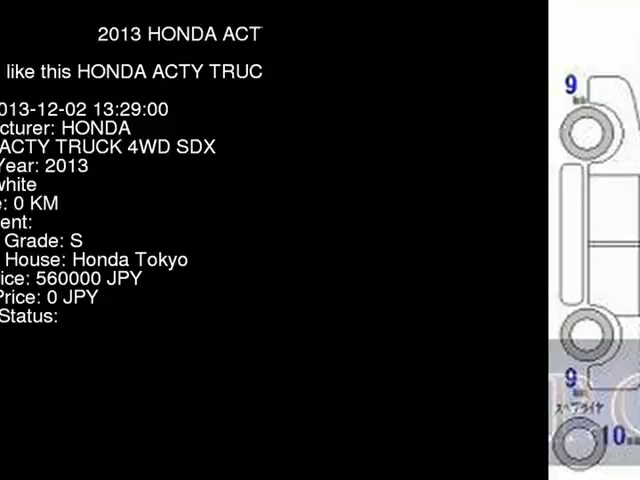 2013 HONDA ACT
like this HONDA ACTY TRUC
013-12-02 13:29:00
cturer: HONDA
ACTY TRUCK 4WD SDX
Year: 2013
white
e: 0 KM
ent:
Grade: S
House: Honda Tokyo
ice: 560000 JPY
Price: 0 JPY
Status:
9
mm
9
mm
スペアタイヤ
10